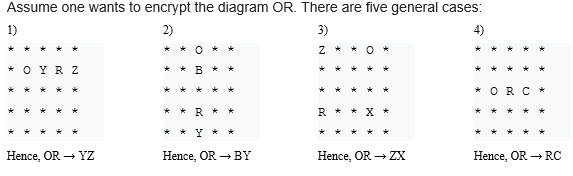 Assume one wants to encrypt the diagram OR. There are five general cases:
1) 2) 3) 4)
* * * * * * * O * * Z * * O * * * * * *
* O Y R Z * * B * * * * * * * * * * * *
* * * * * * * * * * * * * * * * O R C *
* * * * * * * R * * R * * X * * * * * *
* * * * * * * Y * * * * * * * * * * * *
Hence, OR → YZ Hence, OR → BY Hence, OR → ZX Hence, OR → RC